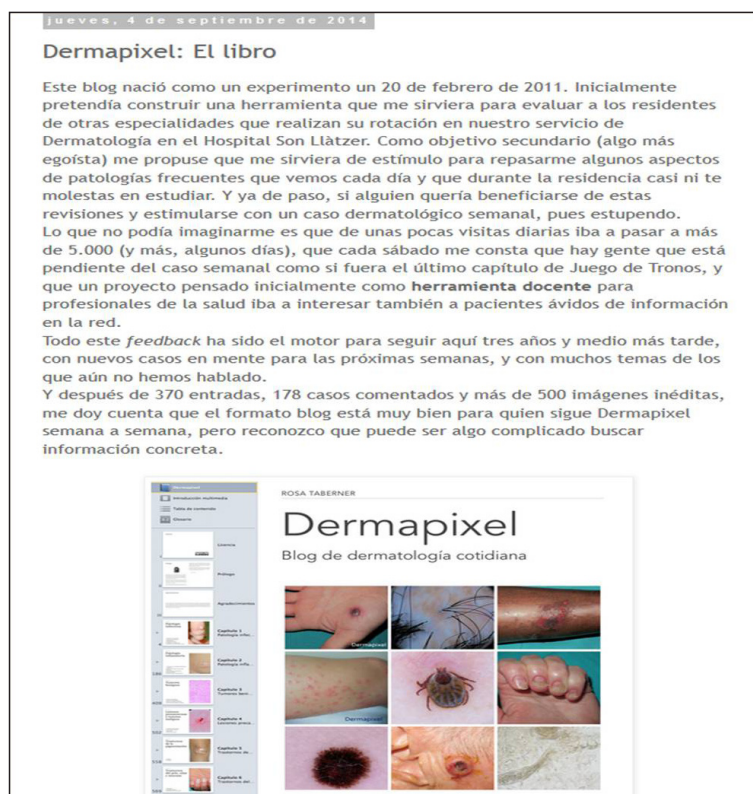 jueves, 4 de septiembre de 2014
Dermapixel: El libro
Este blog nació como un experimento un 20 de febrero de 2011. Inicialmente
pretendía construir una herramienta que me sirviera para evaluar a los residentes
de otras especialidades que realizan su rotación en nuestro servicio de
Dermatología en el Hospital Son Llàtzer. Como objetivo secundario (algo más
egoísta) me propuse que me sirviera de estímulo para repasarme algunos aspectos
de patologías frecuentes que vemos cada día y que durante la residencia casi ni te
molestas en estudiar. Y ya de paso, si alguien quería beneficiarse de estas
revisiones y estimularse con un caso dermatológico semanal, pues estupendo.
Lo que no podía imaginarme es que de unas pocas visitas diarias iba a pasar a más
de 5.000 (y más, algunos días), que cada sábado me consta que hay gente que está
pendiente del caso semanal como si fuera el último capítulo de Juego de Tronos, y
que un proyecto pensado inicialmente como herramienta docente para
profesionales de la salud iba a interesar también a pacientes ávidos de información
en la red.
Todo este feedback ha sido el motor para seguir aquí tres años y medio más tarde,
con nuevos casos en mente para las próximas semanas, y con muchos temas de los
que aún no hemos hablado.
Y después de 370 entradas, 178 casos comentados y más de 500 imágenes inéditas,
me doy cuenta que el formato blog está muy bien para quien sigue Dermapixel
semana a semana, pero reconozco que puede ser algo complicado buscar
información concreta.
Dermapixel
Introducción multimedia
Tabla de contenido
Glosario
Licencia
Prólogo
Agradecimientos
Capítulo 1
Patología infec...
Capítulo 2
Patología infla...
Capítulo 3
Tumores beni...
Capítulo 4
Lesiones preca...
Capítulo 5
Trastornos de...
Capítulo 6
Trastornos del...
ROSA TABERNER
Dermapixel
Blog de dermatología cotidiana
Dermapixel
Dermapixel